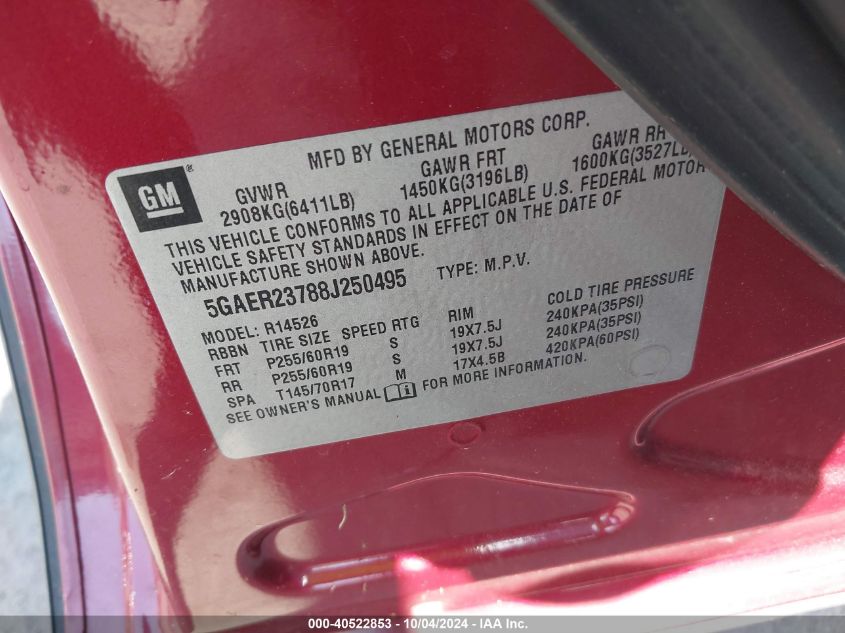 MFD BY GENERAL MOTORS CORP.
GM
GVWR GAWR FRT GAWR RR
2908KG(6411LB) 1450KG(3196LB) 1600KG(3527LB
THIS VEHICLE CONFORMS TO ALL APPLICABLE U.S. FEDERAL MOTOR
VEHICLE SAFETY STANDARDS IN EFFECT ON THE DATE OF
MANUFACTURE SHOWN ABOVE.
5GAER23788J250495 TYPE: M.P.V.
MODEL: R14526
RBBN TIRE SIZE SPEED RTG RIM COLD TIRE PRESSURE
FRT P255/60R19 S 19X7.5J 240KPA(35PSI)
RR P255/60R19 S 19X7.5J 240KPA(35PSI)
SPA T145/70R17 M 17X4.5B 420KPA(60PSI)
SEE OWNER'S MANUAL FOR MORE INFORMATION.
000-40522853 - 10/04/2024 - IAA Inc.